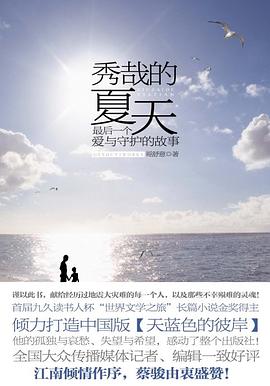 秀哉的
夏天
最后一个
爱与守护的故事
哥舒意◎著
谨以此书，献给经历过地震大灾难的每一个人，以及那些不幸殒难的灵魂！
首届九久读书人杯“世界文学之旅”长篇小说金奖得主
倾力打造中国版【天蓝色的彼岸】
他的孤独与哀愁、失望与希望，感动了整个出版社！
全国大众传播媒体记者、编辑一致好评
江南倾情作序，蔡骏由衷盛赞！